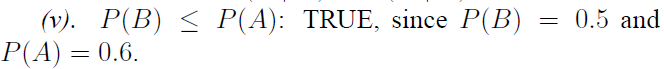 (v). P(B) ≤ P(A): TRUE, since P(B) = 0.5 and
P(A) = 0.6.